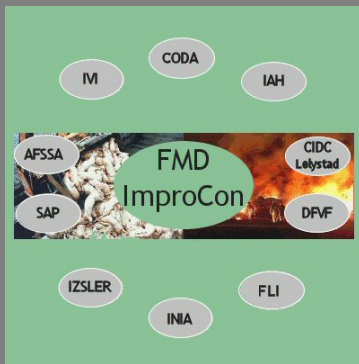 CODA
IVI
IAH
AFSSA
FMD
ImproCon
CIDC
Lelystad
SAP
DFVF
IZSLER
FLI
INIA